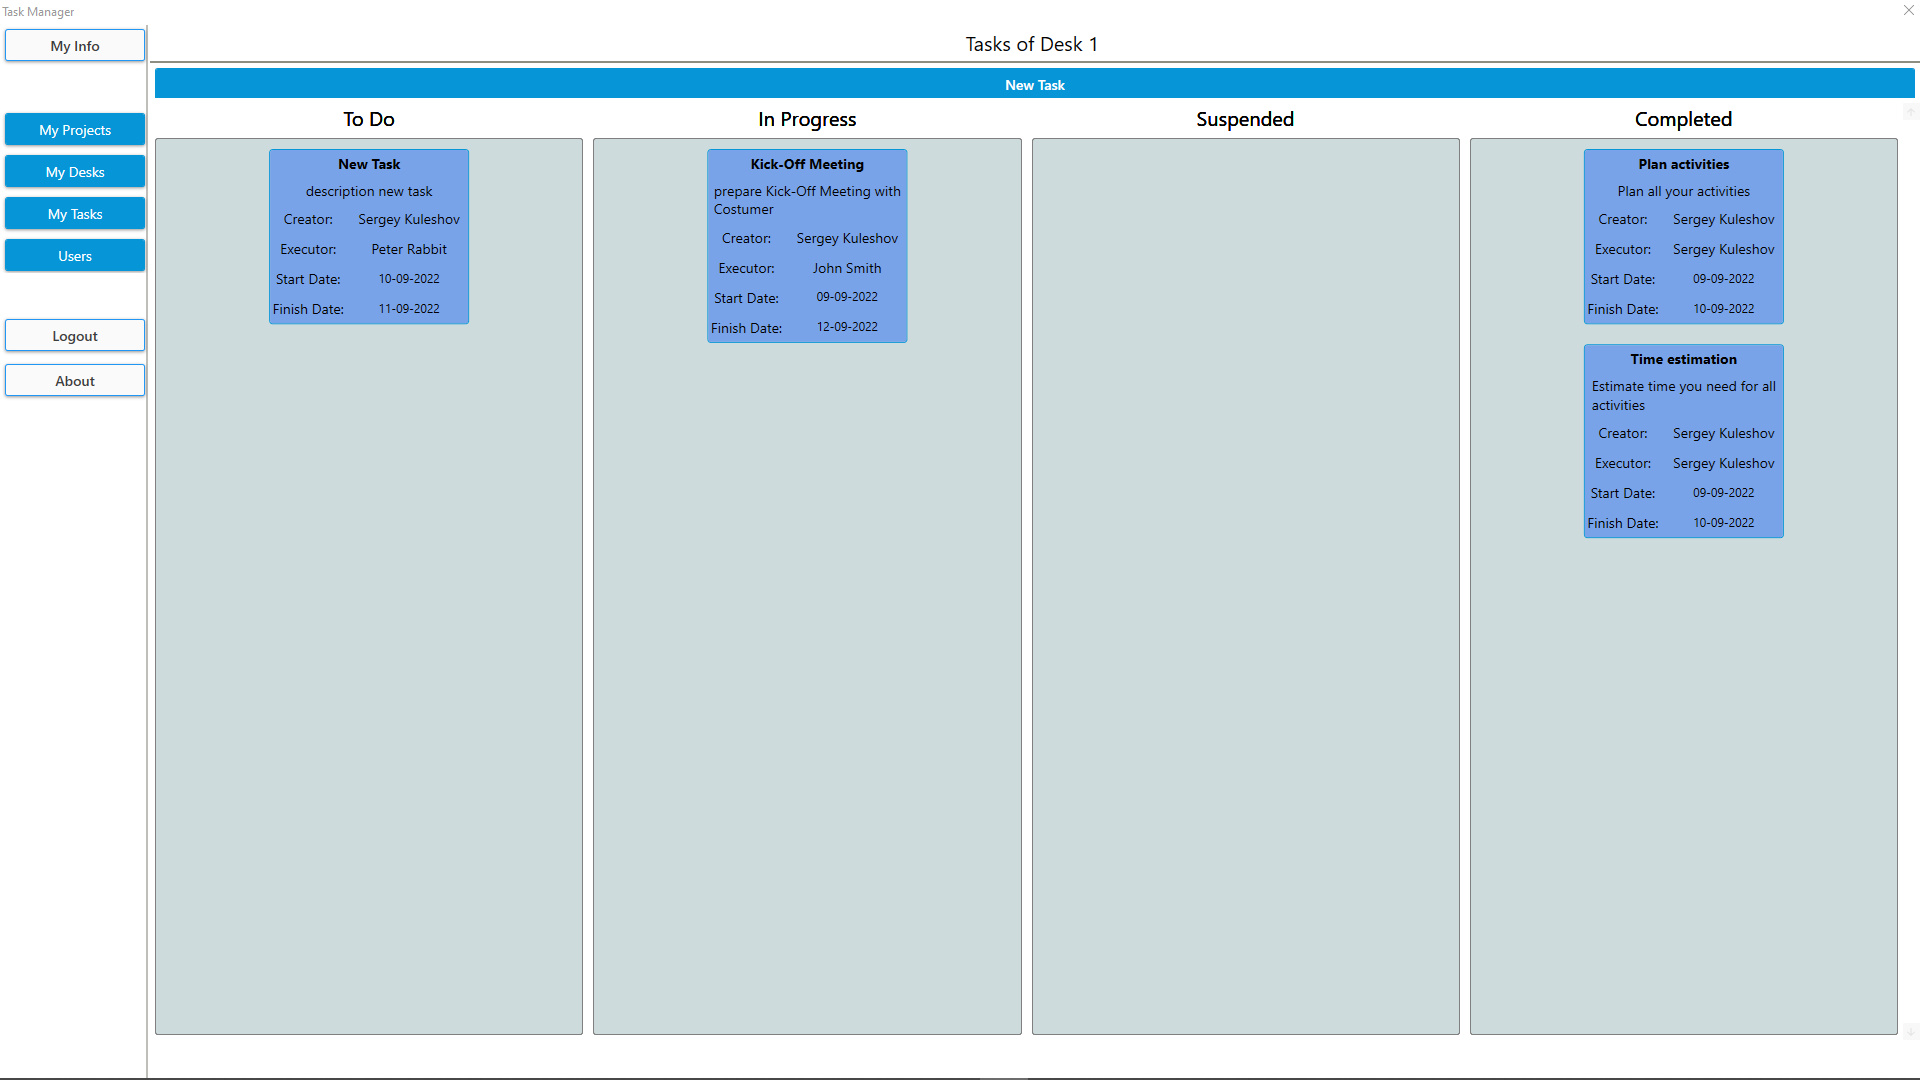 Task Manager
My Info
My Projects
My Desks
My Tasks
Users
Logout
About
Tasks of Desk 1
New Task
To Do
New Task
description new task
Creator: Sergey Kuleshov
Executor: Peter Rabbit
Start Date: 10-09-2022
Finish Date: 11-09-2022
In Progress
Kick-Off Meeting
prepare Kick-Off Meeting with
Costumer
Creator: Sergey Kuleshov
Executor: John Smith
Start Date: 09-09-2022
Finish Date: 12-09-2022
Suspended
Completed
Plan activities
Plan all your activities
Creator: Sergey Kuleshov
Executor: Sergey Kuleshov
Start Date: 09-09-2022
Finish Date: 10-09-2022
Time estimation
Estimate time you need for all
activities
Creator: Sergey Kuleshov
Executor: Sergey Kuleshov
Start Date: 09-09-2022
Finish Date: 10-09-2022